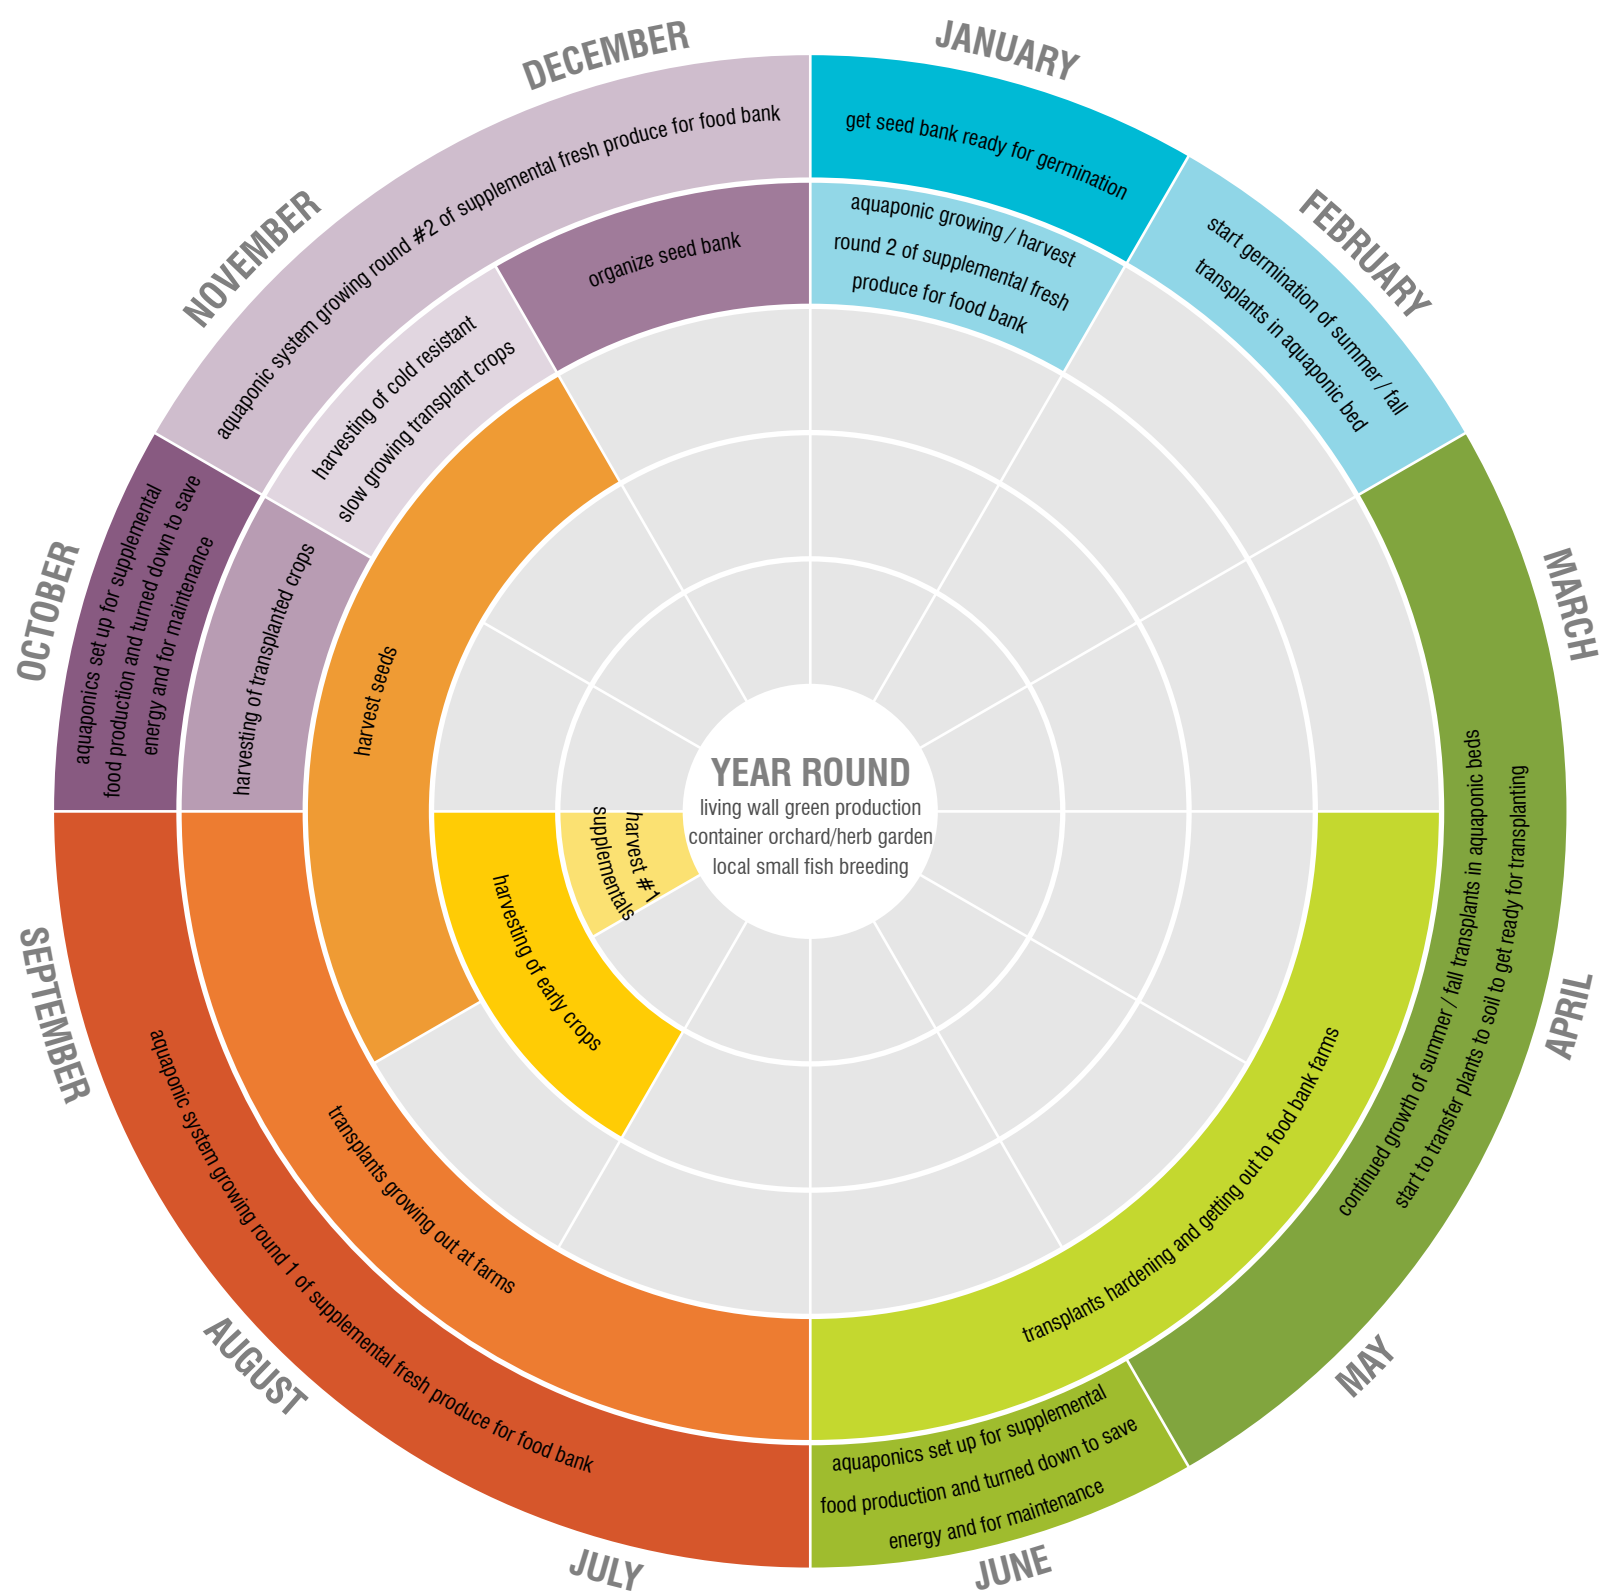 JANUARY
get seed bank ready for germination
aquaponic growing / harvest
round 2 of supplemental fresh
produce for food bank
FEBRUARY
start germination of summer / fall
transplants in aquaponic bed
MARCH
APRIL
MAY
continued growth of summer / fall transplants in aquaponic beds
start to transfer plants to soil to get ready for transplanting
transplants hardening and getting out to food bank farms
JUNE
aquaponics set up for supplemental
food production and turned down to save
energy and for maintenance
JULY
AUGUST
SEPTEMBER
aquaponic system growing round 1 of supplemental fresh produce for food bank
transplants growing out at farms
harvest seeds
harvesting of early crops
harvest #1
supplementals
OCTOBER
aquaponics set up for supplemental
food production and turned down to save
energy and for maintenance
harvesting of transplanted crops
NOVEMBER
DECEMBER
aquaponic system growing round #2 of supplemental fresh produce for food bank
harvesting of cold resistant
slow growing transplant crops
organize seed bank
YEAR ROUND
living wall green production
container orchard/herb garden
local small fish breeding